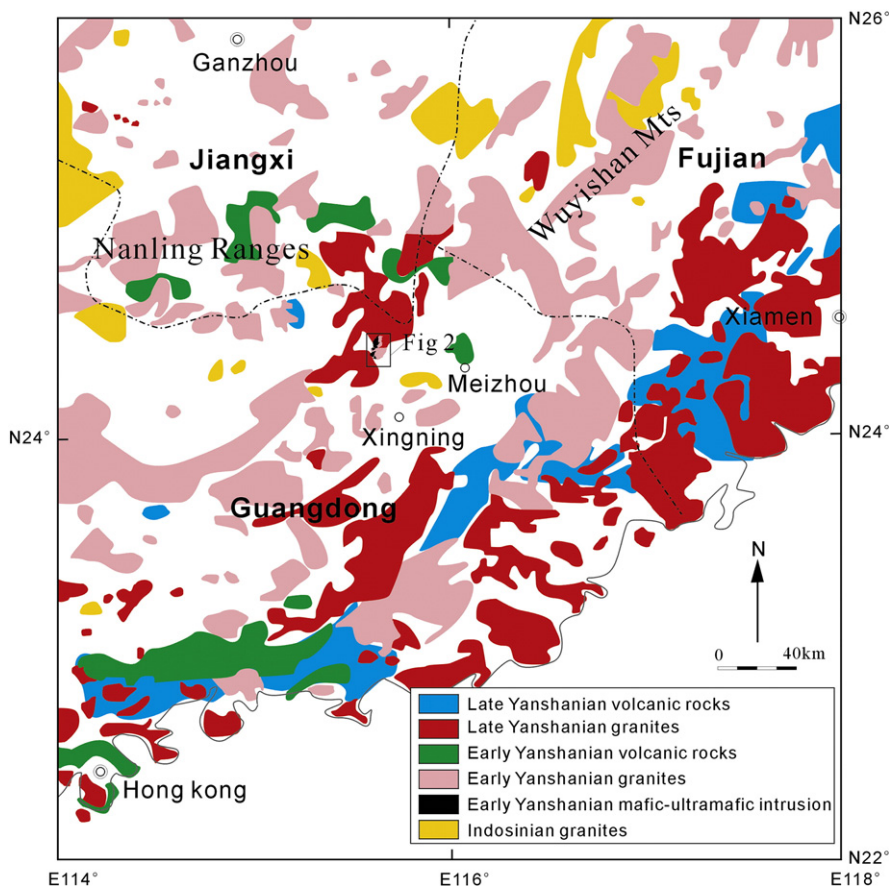 N26°
Ganzhou
Jiangxi
Wuyishan Mts
Fujian
Nanling Ranges
Xiamen
Fig 2
Meizhou
N24°
Xingning
N24°
Guangdong
N
0 40km
Late Yanshanian volcanic rocks
Late Yanshanian granites
Early Yanshanian volcanic rocks
Early Yanshanian granites
Early Yanshanian mafic-ultramafic intrusion
Indosinian granites
Hong kong
N22°
E114° E116° E118°